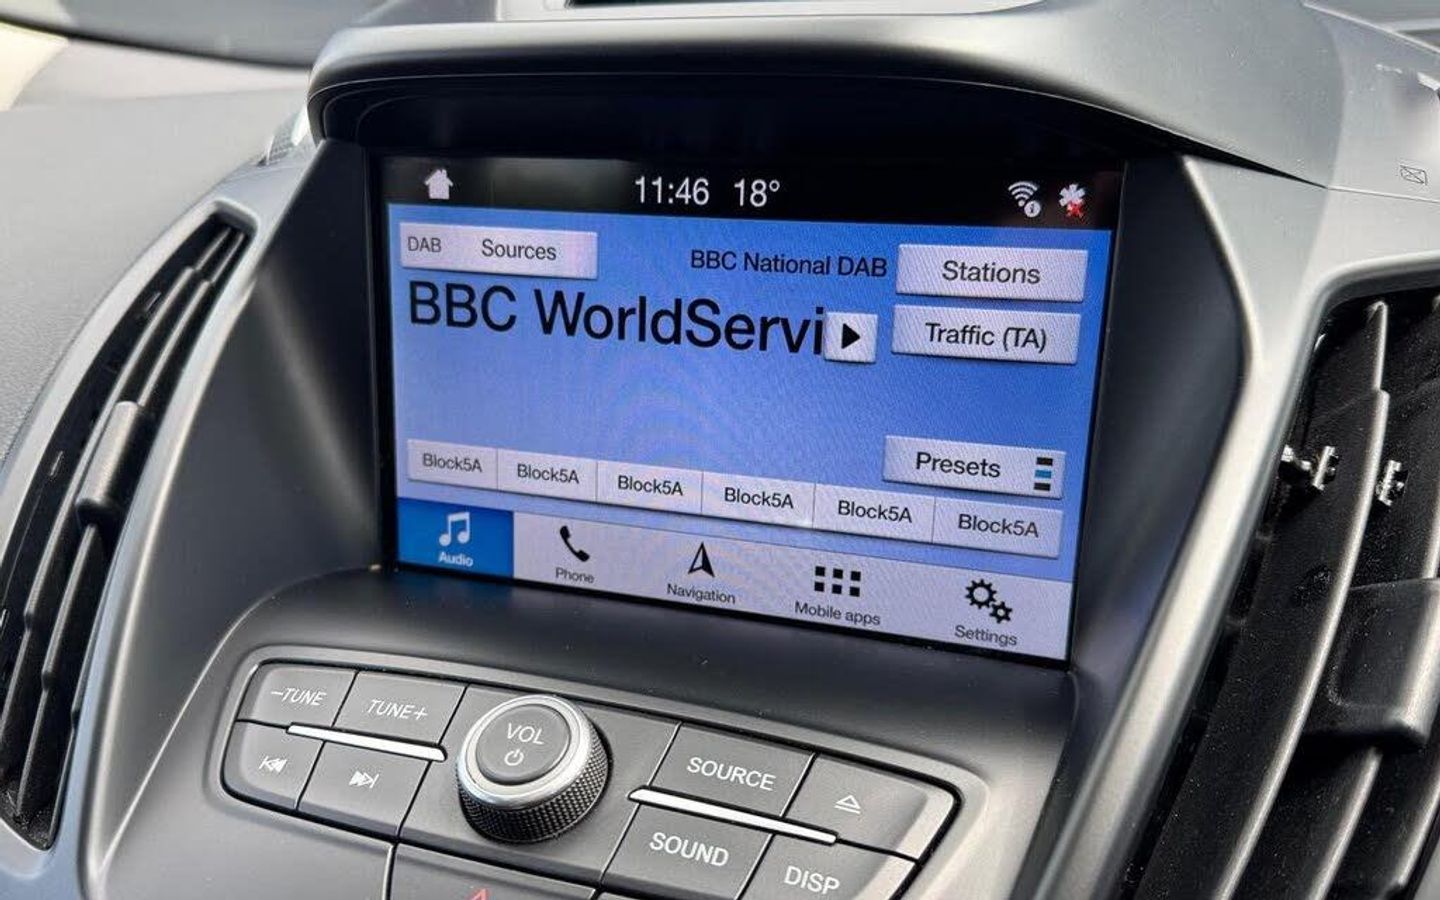 11:46 18°
DAB Sources
BBC National DAB
Stations
BBC WorldServi
Traffic (TA)
Presets
Block5A Block5A Block5A Block5A Block5A Block5A
Audio Phone Navigation Mobile apps Settings
-TUNE TUNE+
VOL
SOURCE
SOUND
DISP